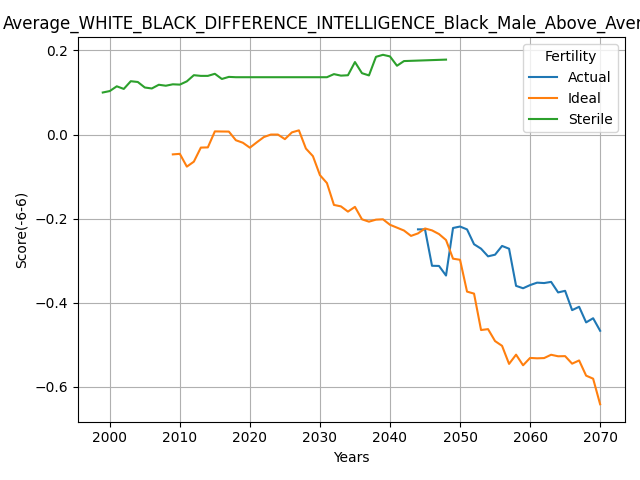 Average_WHITE_BLACK_DIFFERENCE_INTELLIGENCE_Black_Male_Above_Aver
Fertility
Actual
Ideal
Sterile
0.2
0.0
−0.2
−0.4
−0.6
Score(-6-6)
2000 2010 2020 2030 2040 2050 2060 2070
Years